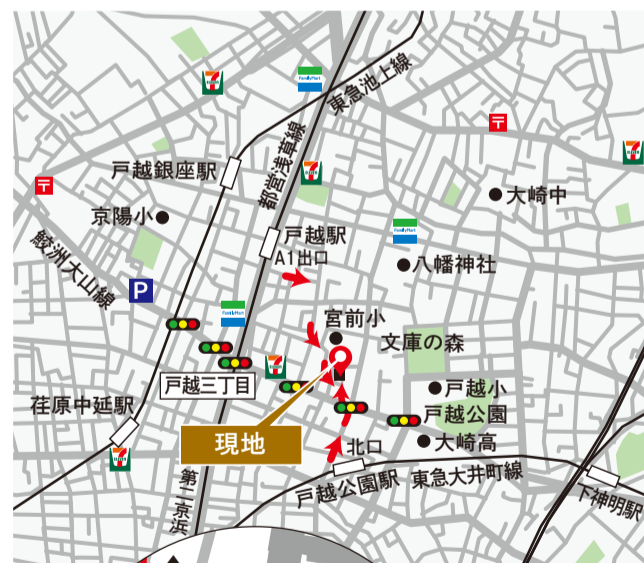 東急池上線
FamilyMart
戸越銀座駅
都営浅草線
大崎中
京陽小
戸越駅
A1出口
FamilyMart
八幡神社
鮫洲大山線
P
FamilyMart
宮前小
文庫の森
戸越三丁目
戸越小
荏原中延駅
戸越公園
現地
北口
大崎高
戸越公園駅
東急大井町線
下神明駅
第二京浜